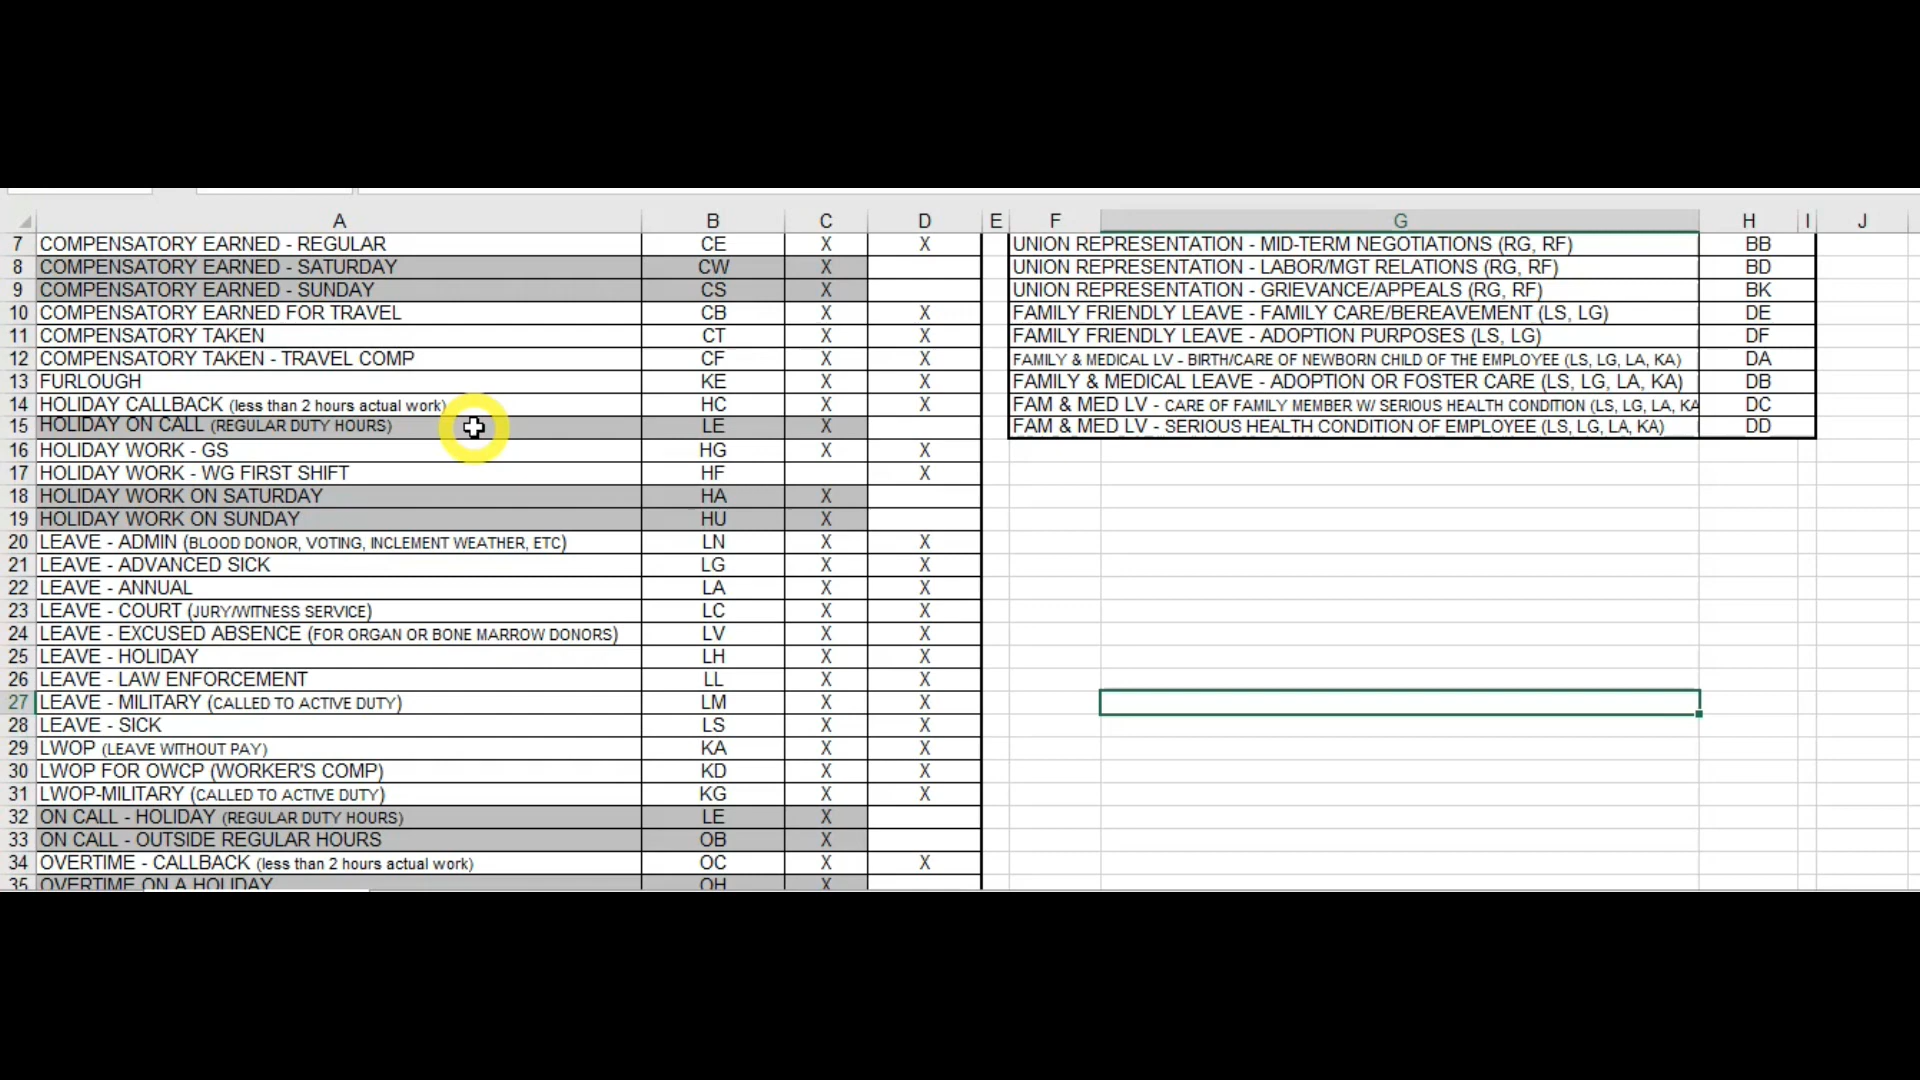 A B C D E F G H I J
7 COMPENSATORY EARNED - REGULAR CE X X UNION REPRESENTATION - MID-TERM NEGOTIATIONS (RG, RF) BB
8 COMPENSATORY EARNED - SATURDAY CW X UNION REPRESENTATION - LABOR/MGT RELATIONS (RG, RF) BD
9 COMPENSATORY EARNED - SUNDAY CS X UNION REPRESENTATION - GRIEVANCE/APPEALS (RG, RF) BK
10 COMPENSATORY EARNED FOR TRAVEL CB X X FAMILY FRIENDLY LEAVE - FAMILY CARE/BEREAVEMENT (LS, LG) DE
11 COMPENSATORY TAKEN CT X X FAMILY FRIENDLY LEAVE - ADOPTION PURPOSES (LS, LG) DF
12 COMPENSATORY TAKEN - TRAVEL COMP CF X X FAMILY & MEDICAL LV - BIRTH/CARE OF NEWBORN CHILD OF THE EMPLOYEE (LS, LG, LA, KA) DA
13 FURLOUGH KE X X FAMILY & MEDICAL LEAVE - ADOPTION OR FOSTER CARE (LS, LG, LA, KA) DB
14 HOLIDAY CALLBACK (less than 2 hours actual work) HC X X FAM & MED LV - CARE OF FAMILY MEMBER W/ SERIOUS HEALTH CONDITION (LS, LG, LA, KA DC
15 HOLIDAY ON CALL (REGULAR DUTY HOURS) LE X FAM & MED LV - SERIOUS HEALTH CONDITION OF EMPLOYEE (LS, LG, LA, KA) DD
16 HOLIDAY WORK - GS HG X X
17 HOLIDAY WORK - WG FIRST SHIFT HF X
18 HOLIDAY WORK ON SATURDAY HA X
19 HOLIDAY WORK ON SUNDAY HU X
20 LEAVE - ADMIN (BLOOD DONOR, VOTING, INCLEMENT WEATHER, ETC) LN X X
21 LEAVE - ADVANCED SICK LG X X
22 LEAVE - ANNUAL LA X X
23 LEAVE - COURT (JURY/WITNESS SERVICE) LC X X
24 LEAVE - EXCUSED ABSENCE (FOR ORGAN OR BONE MARROW DONORS) LV X X
25 LEAVE - HOLIDAY LH X X
26 LEAVE - LAW ENFORCEMENT LL X X
27 LEAVE - MILITARY (CALLED TO ACTIVE DUTY) LM X X
28 LEAVE - SICK LS X X
29 LWOP (LEAVE WITHOUT PAY) KA X X
30 LWOP FOR OWCP (WORKER'S COMP) KD X X
31 LWOP-MILITARY (CALLED TO ACTIVE DUTY) KG X X
32 ON CALL - HOLIDAY (REGULAR DUTY HOURS) LE X
33 ON CALL - OUTSIDE REGULAR HOURS OB X
34 OVERTIME - CALLBACK (less than 2 hours actual work) OC X X
35 OVERTIME ON A HOLIDAY OH X